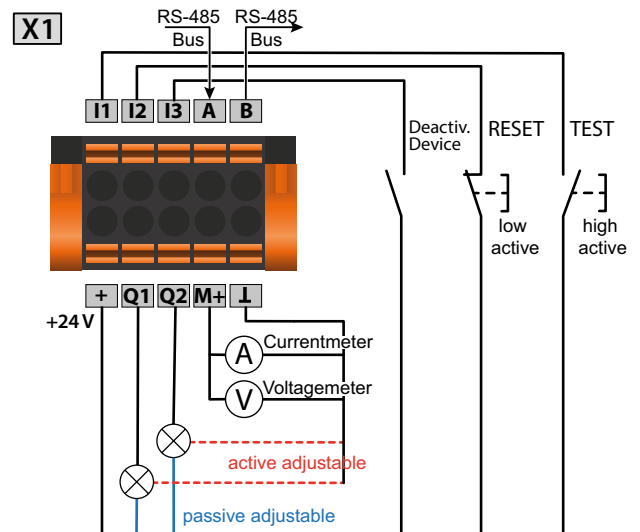 X1
RS-485 RS-485
Bus Bus
I1 I2 I3 A B
Deactiv.
Device
RESET
TEST
low
active
high
active
+ Q1 Q2 M+ ⊥
+24 V
A Currentmeter
V Voltagemeter
active adjustable
passive adjustable